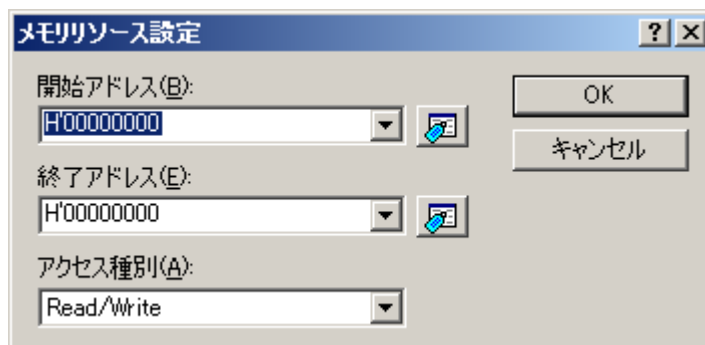 メモリリソース設定
開始アドレス(B):
H'00000000
OK
キャンセル
終了アドレス(E):
H'00000000
アクセス種別(A):
Read/Write